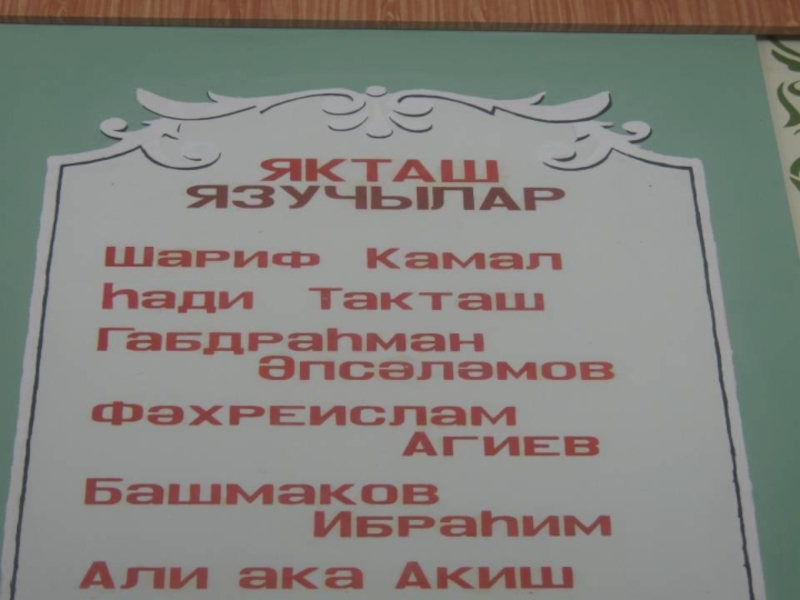 ЯКТАШ
ЯЗУЧЫЛАР
Шариф Камал
Һади Такташ
Габдраһман
Әпсәләмов
Фәхреислам
Агиев
Башмаков
Ибраһим
Али ака Акиш